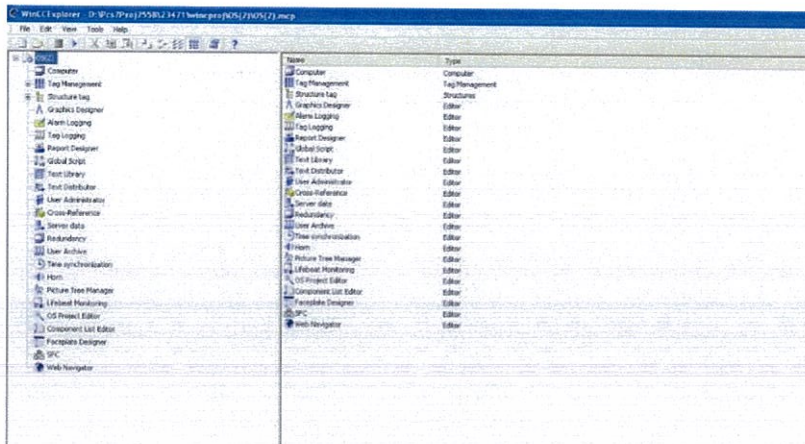 WinCCExplorer - D:\Pcs7Proj2558\23471\wincproj\OS(2)\OS(2).mcp
File Edit View Tools Help
OS(2)
Computer
Tag Management
Structure tag
Graphics Designer
Alarm Logging
Tag Logging
Report Designer
Global Script
Text Library
Text Distributor
User Administrator
Cross-Reference
Server data
Redundancy
User Archive
Time synchronization
Horn
Picture Tree Manager
Lifebeat Monitoring
OS Project Editor
Component List Editor
Faceplate Designer
SFC
Web Navigator
Name Type
Computer Computer
Tag Management Tag Management
Structure tag Structures
Graphics Designer Editor
Alarm Logging Editor
Tag Logging Editor
Report Designer Editor
Global Script Editor
Text Library Editor
Text Distributor Editor
User Administrator Editor
Cross-Reference Editor
Server data Editor
Redundancy Editor
User Archive Editor
Time synchronization Editor
Horn Editor
Picture Tree Manager Editor
Lifebeat Monitoring Editor
OS Project Editor Editor
Component List Editor Editor
Faceplate Designer Editor
SFC Editor
Web Navigator Editor